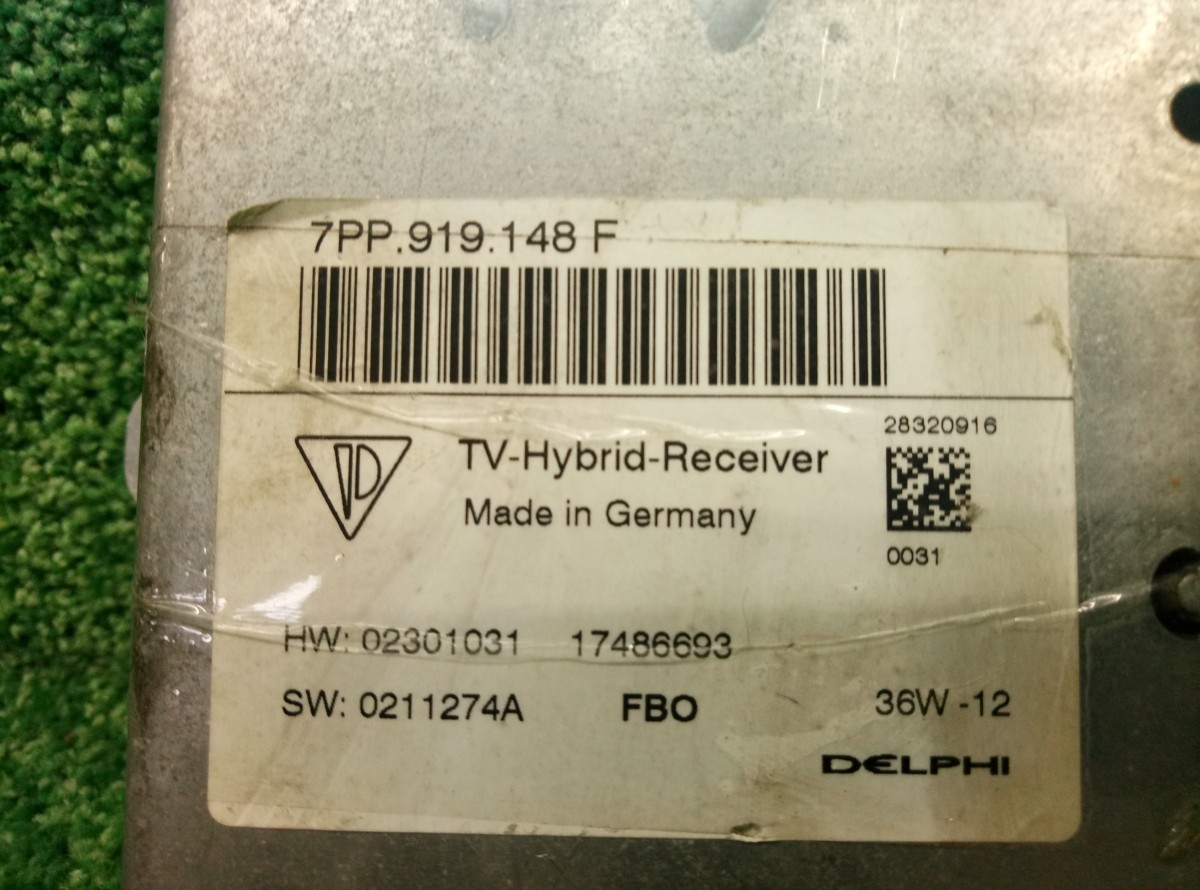 7PP.919.148 F
28320916
TV-Hybrid-Receiver
Made in Germany
0031
HW: 02301031 17486693
SW: 0211274A FBO 36W -12
DELPHI